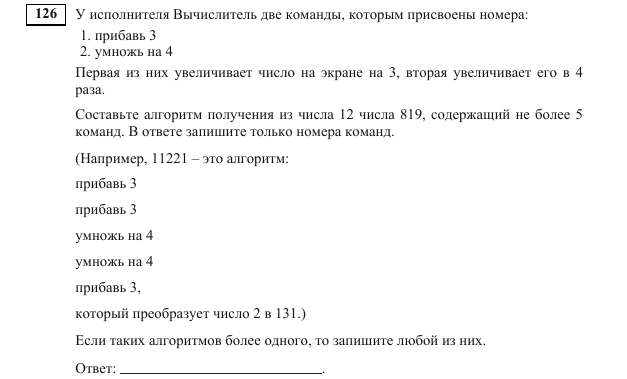 126 У исполнителя Вычислитель две команды, которым присвоены номера:
1. прибавь 3
2. умножь на 4
Первая из них увеличивает число на экране на 3, вторая увеличивает его в 4
раза.
Составьте алгоритм получения из числа 12 числа 819, содержащий не более 5
команд. В ответе запишите только номера команд.
(Например, 11221 – это алгоритм:
прибавь 3
прибавь 3
умножь на 4
умножь на 4
прибавь 3,
который преобразует число 2 в 131.)
Если таких алгоритмов более одного, то запишите любой из них.
Ответ: ______________________________.